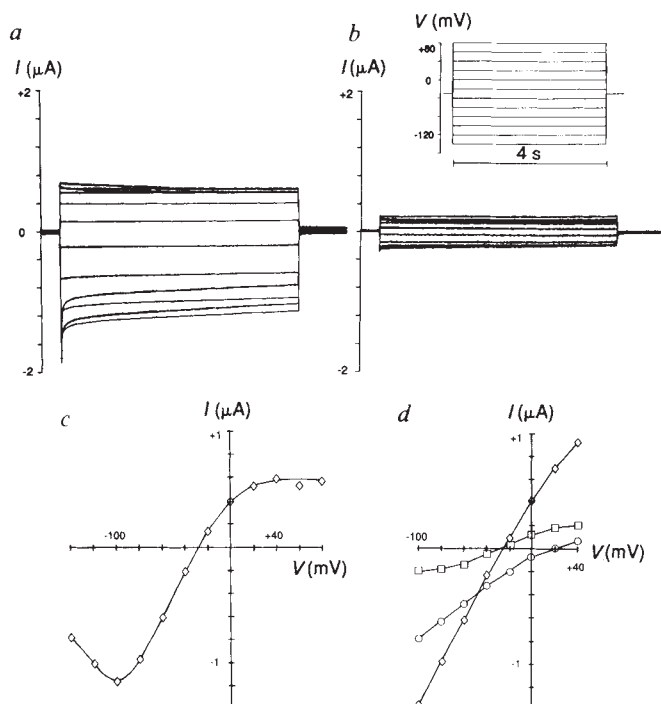 a
I (μA)
+2
0
-2
b
V (mV)
+80
0
-120
4 s
I (μA)
+2
0
-2
c
I (μA)
+1
-100
+40
V (mV)
-1
d
I (μA)
+1
-100
V (mV)
+40
-1